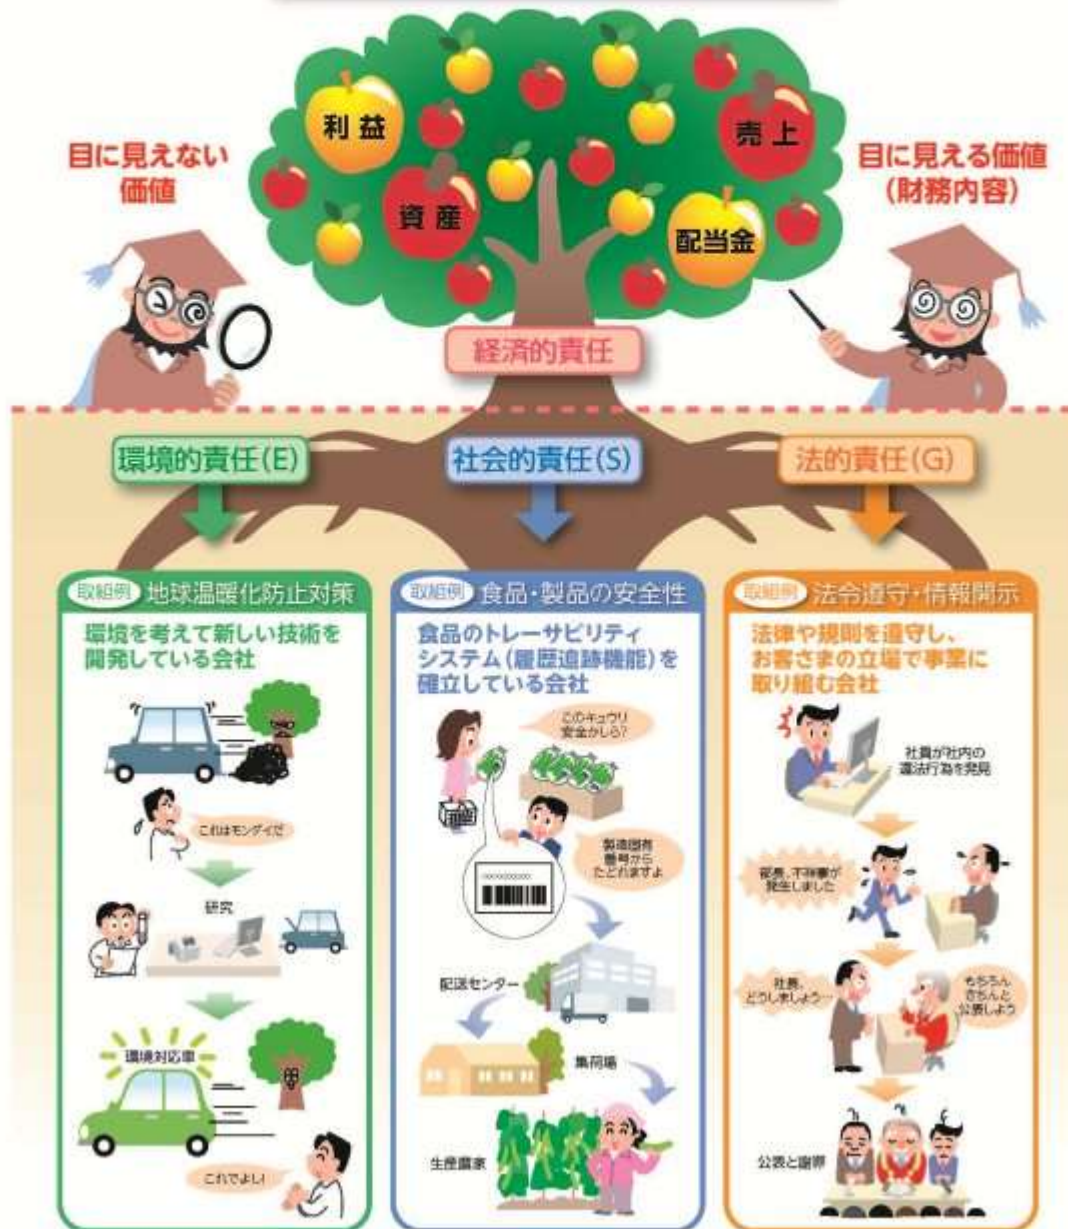 利益
売上
資産
配当金
目に見えない
価値
目に見える価値
(財務内容)
経済的責任
環境的責任(E)
社会的責任(S)
法的責任(G)
取組例 地球温暖化防止対策
環境を考えて新しい技術を
開発している会社
これはモンダイだ
研究
環境対応車
これでよし!
取組例 食品・製品の安全性
食品のトレーサビリティ
システム(履歴追跡機能)を
確立している会社
このキュウリ
安全かしら?
製造固有
番号から
たどれますよ
配送センター
集荷場
生産農家
取組例 法令遵守・情報開示
法律や規則を遵守し、
お客さまの立場で事業に
取り組む会社
社員が社内の
違法行為を発見
部長、不祥事が
発生しました
社長、
どうしましょう…
もちろん
きちんと
公表しよう
公表と謝罪